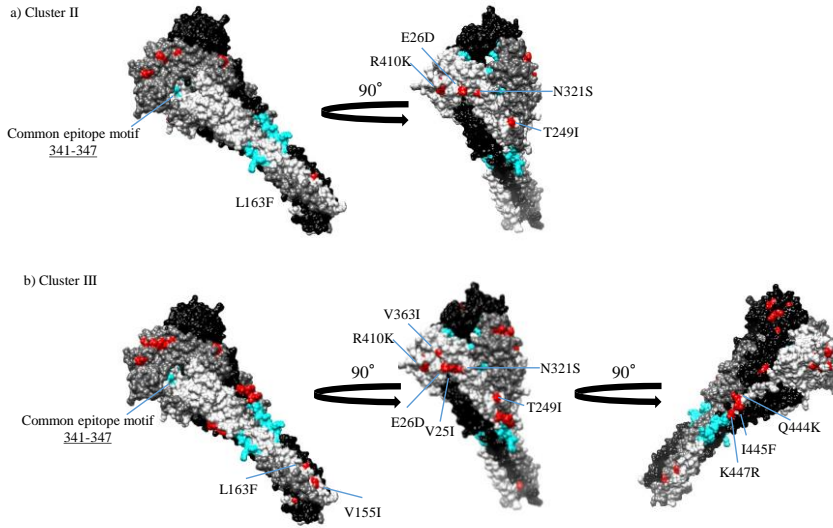 a) Cluster II
E26D
R410K
90°
N321S
T249I
Common epitope motif
341-347
L163F
b) Cluster III
V363I
R410K
90°
N321S
90°
T249I
E26D
V25I
Common epitope motif
341-347
Q444K
I445F
K447R
L163F
V155I